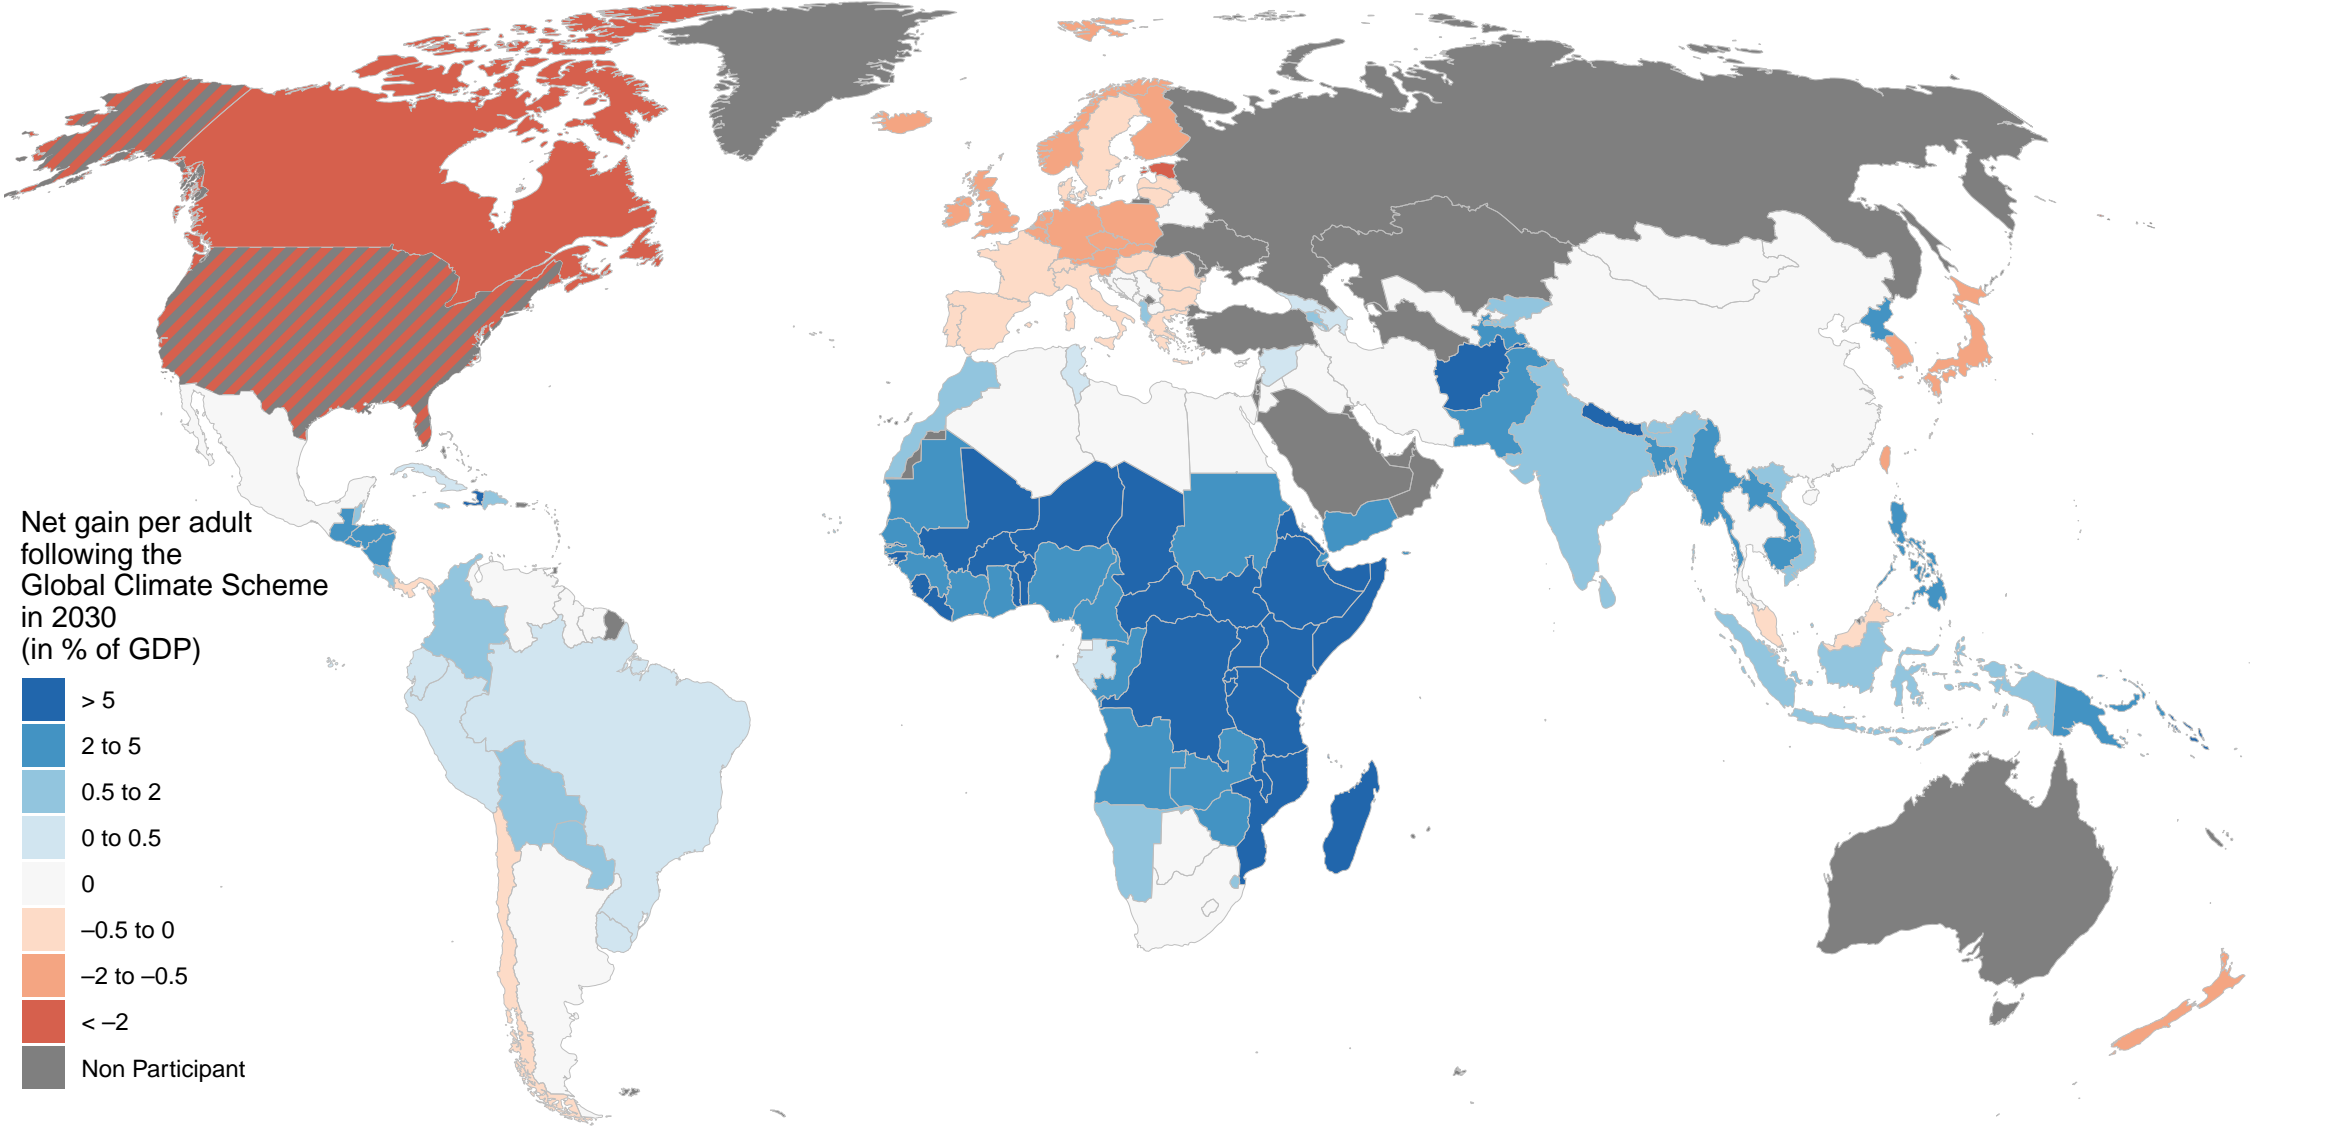 Net gain per adult
following the
Global Climate Scheme
in 2030
(in % of GDP)
> 5
2 to 5
0.5 to 2
0 to 0.5
0
–0.5 to 0
–2 to –0.5
< –2
Non Participant